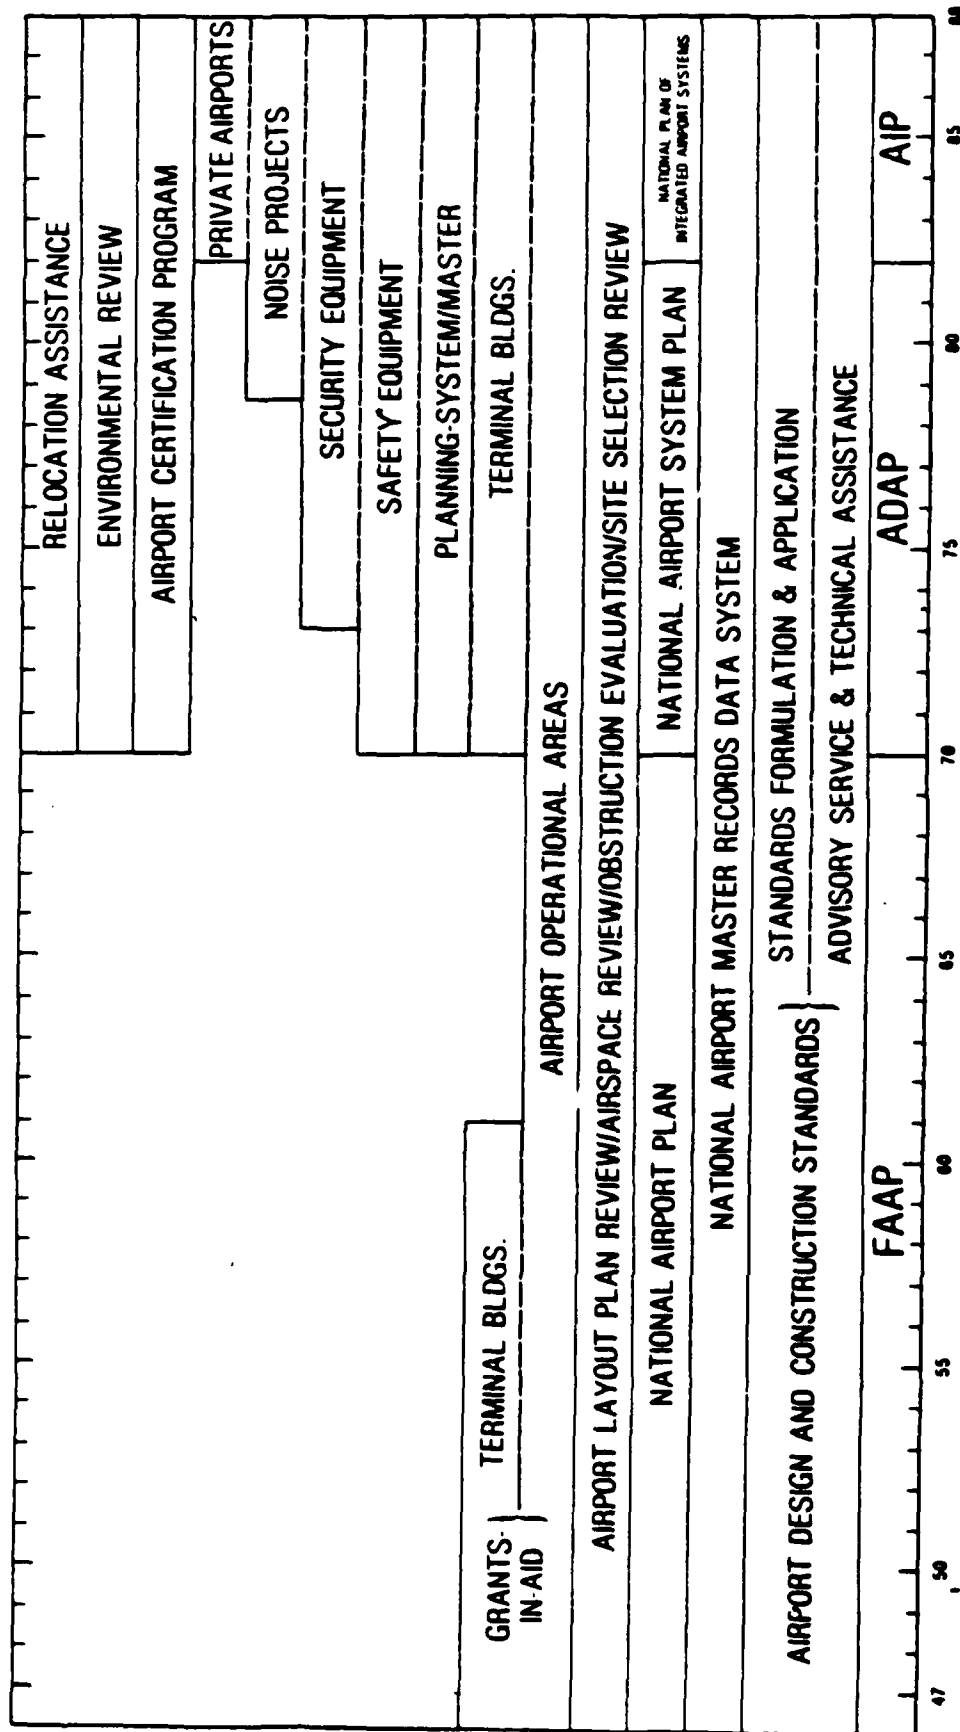 RELOCATION ASSISTANCE
ENVIRONMENTAL REVIEW
AIRPORT CERTIFICATION PROGRAM
PRIVATE AIRPORTS
NOISE PROJECTS
SECURITY EQUIPMENT
SAFETY EQUIPMENT
PLANNING-SYSTEM/MASTER
TERMINAL BLDGS.
GRANTS-
IN-AID
TERMINAL BLDGS.
AIRPORT OPERATIONAL AREAS
AIRPORT LAYOUT PLAN REVIEW/AIRSPACE REVIEW/OBSTRUCTION EVALUATION/SITE SELECTION REVIEW
NATIONAL AIRPORT PLAN
NATIONAL AIRPORT SYSTEM PLAN
NATIONAL PLAN OF
INTEGRATED AIRPORT SYSTEMS
NATIONAL AIRPORT MASTER RECORDS DATA SYSTEM
AIRPORT DESIGN AND CONSTRUCTION STANDARDS
STANDARDS FORMULATION & APPLICATION
ADVISORY SERVICE & TECHNICAL ASSISTANCE
FAAP ADAP AIP
47 50 55 60 65 70 75 80 85 88